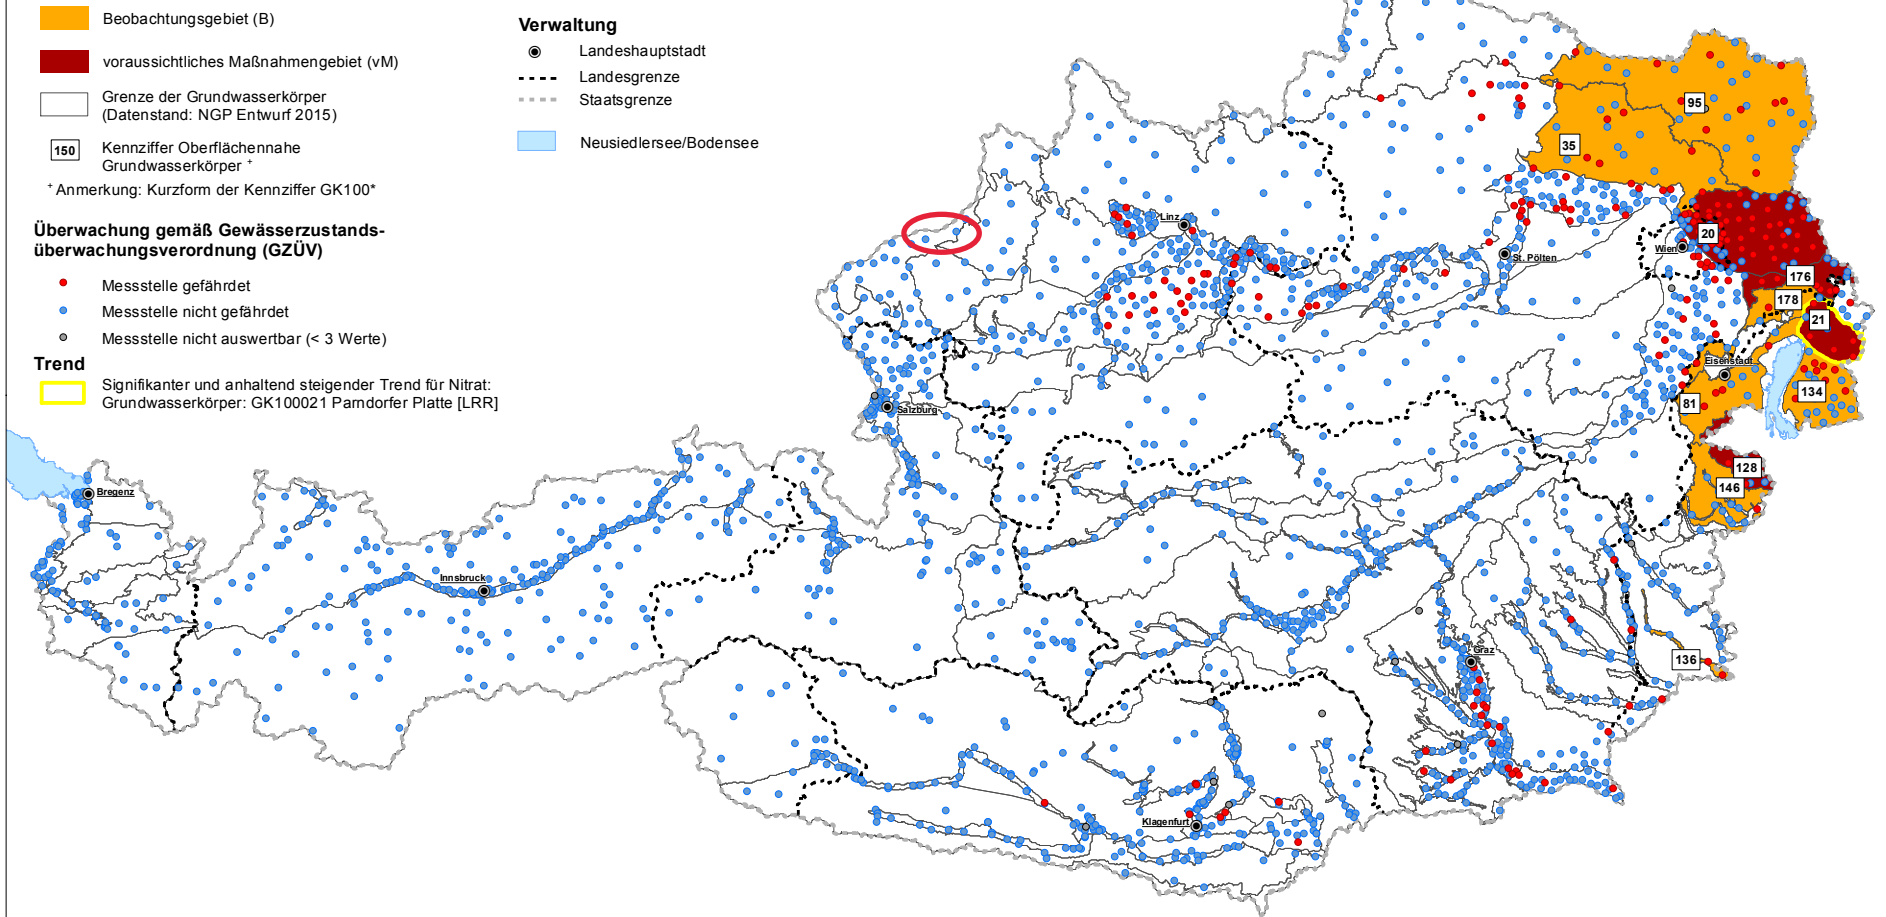 Beobachtungsgebiet (B)
voraussichtliches Maßnahmengebiet (vM)
Grenze der Grundwasserkörper
(Datenstand: NGP Entwurf 2015)
150
Kennziffer Oberflächennahe
Grundwasserkörper +
+ Anmerkung: Kurzform der Kennziffer GK100*
Überwachung gemäß Gewässerzustands-
überwachungsverordnung (GZÜV)
Messstelle gefährdet
Messstelle nicht gefährdet
Messstelle nicht auswertbar (< 3 Werte)
Trend
Signifikanter und anhaltend steigender Trend für Nitrat:
Grundwasserkörper: GK100021 Parndorfer Platte [LRR]
Verwaltung
Landeshauptstadt
Landesgrenze
Staatsgrenze
Neusiedlersee/Bodensee
95
35
Linz
20
Wien
St. Pölten
176
178
21
Eisenstadt
134
81
Salzburg
128
146
Bregenz
Innsbruck
Graz
136
Klagenfurt